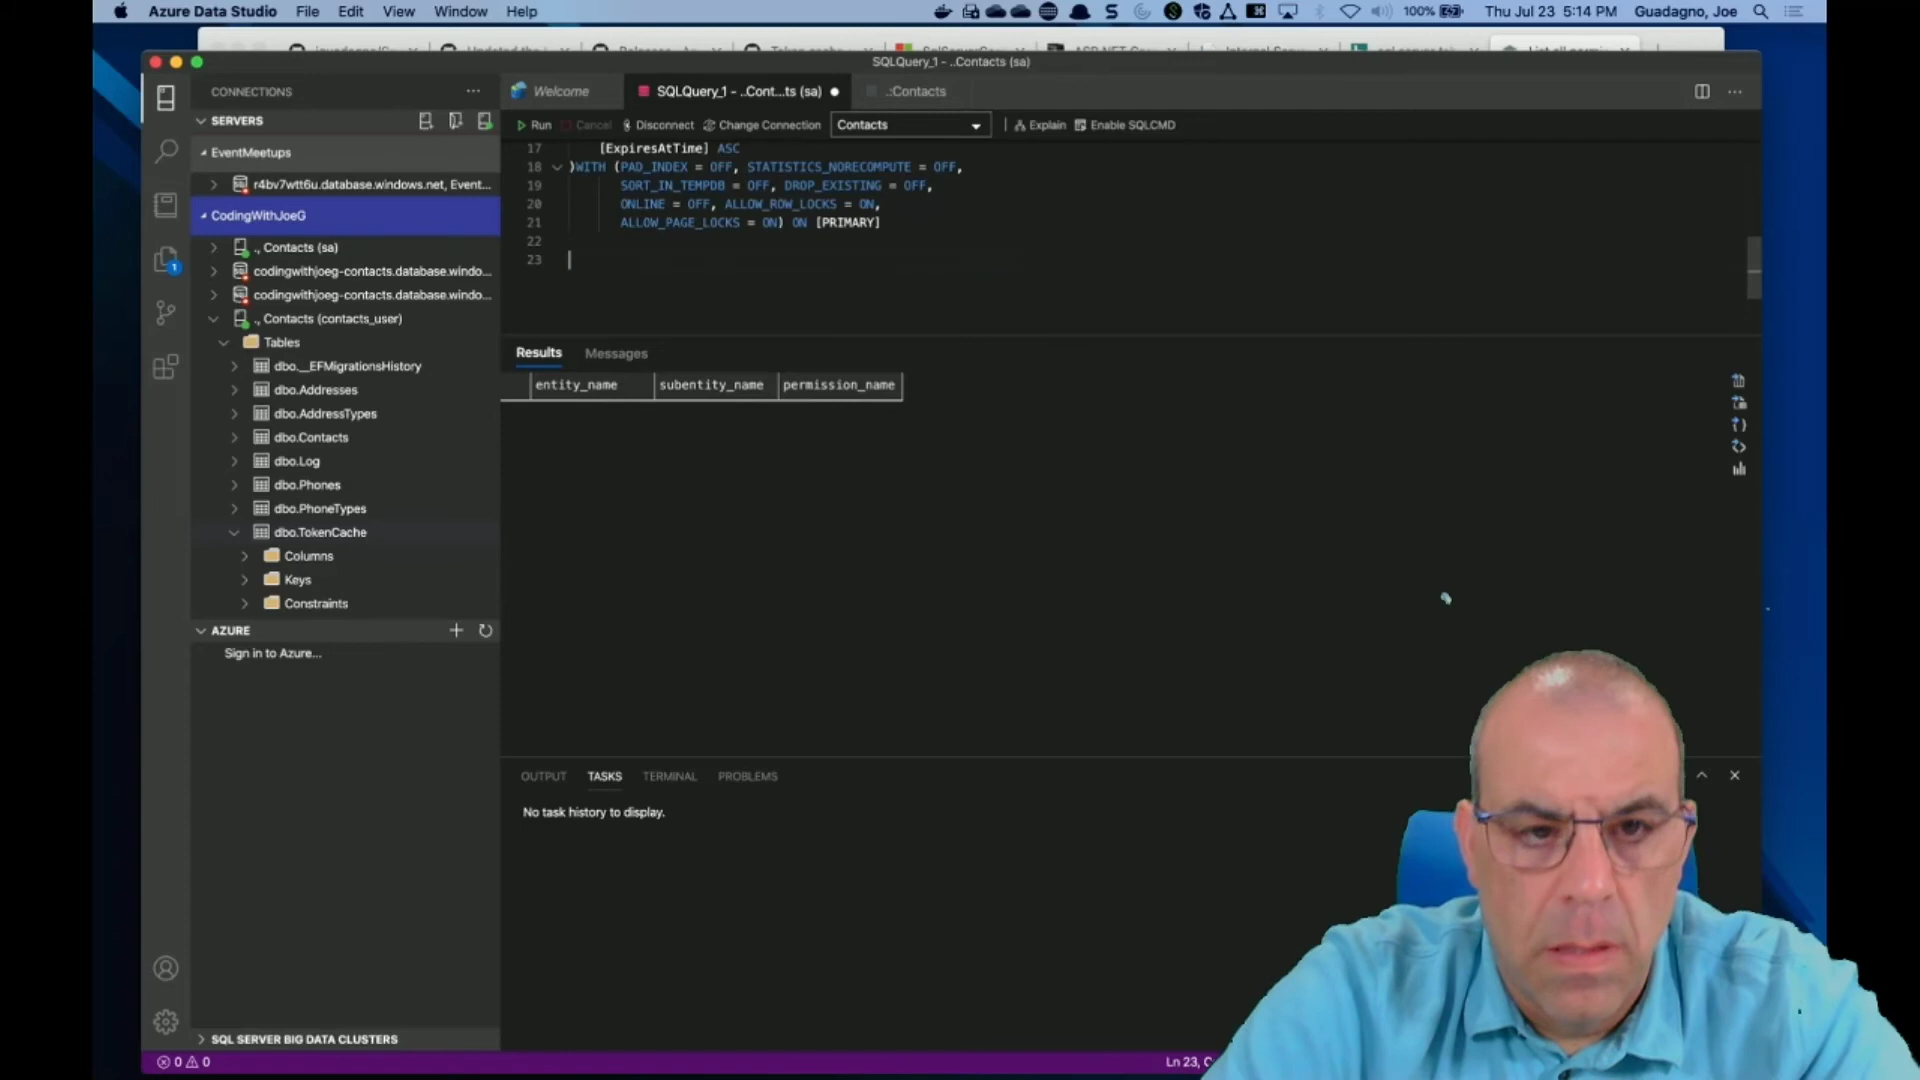 Azure Data Studio File Edit View Window Help
100% Thu Jul 23 5:14 PM Guadagno, Joe
SQLQuery_1 - ..Contacts (sa)
CONNECTIONS
Welcome
SQLQuery_1 - ..Cont...ts (sa)
.:Contacts
SERVERS
Run Cancel Disconnect Change Connection Contacts Explain Enable SQLCMD
EventMeetups
r4bv7wtt6u.database.windows.net, Event...
CodingWithJoeG
., Contacts (sa)
codingwithjoeg-contacts.database.windo...
codingwithjoeg-contacts.database.windo...
., Contacts (contacts_user)
Tables
dbo.__EFMigrationsHistory
dbo.Addresses
dbo.AddressTypes
dbo.Contacts
dbo.Log
dbo.Phones
dbo.PhoneTypes
dbo.TokenCache
Columns
Keys
Constraints
AZURE
Sign in to Azure...
SQL SERVER BIG DATA CLUSTERS
17 [ExpiresAtTime] ASC
18 )WITH (PAD_INDEX = OFF, STATISTICS_NORECOMPUTE = OFF,
19 SORT_IN_TEMPDB = OFF, DROP_EXISTING = OFF,
20 ONLINE = OFF, ALLOW_ROW_LOCKS = ON,
21 ALLOW_PAGE_LOCKS = ON) ON [PRIMARY]
22
23
Results Messages
entity_name subentity_name permission_name
OUTPUT TASKS TERMINAL PROBLEMS
No task history to display.
0 0
Ln 23,